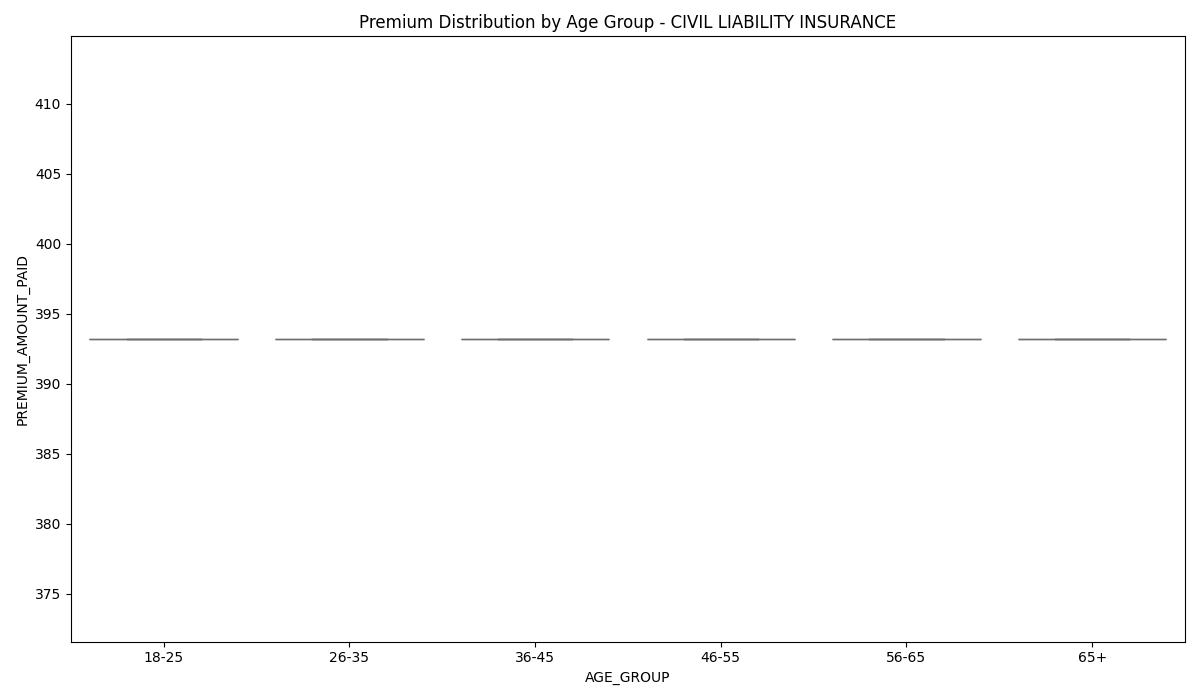 Premium Distribution by Age Group - CIVIL LIABILITY INSURANCE
PREMIUM_AMOUNT_PAID
410
405
400
395
390
385
380
375
18-25 26-35 36-45 46-55 56-65 65+
AGE_GROUP